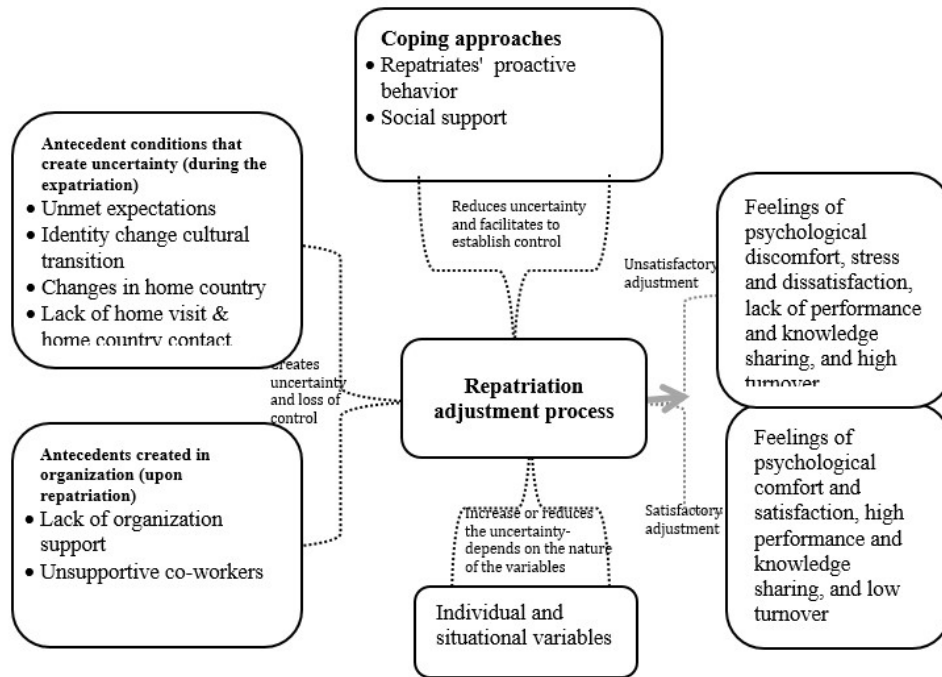 Coping approaches
• Repatriates' proactive
behavior
• Social support
Antecedent conditions that
create uncertainty (during the
expatriation)
• Unmet expectations
• Identity change cultural
transition
• Changes in home country
• Lack of home visit &
home country contact
Reduces uncertainty
and facilitates to
establish control
Creates
uncertainty
and loss of
control
Repatriation
adjustment process
Unsatisfactory
adjustment
Feelings of
psychological
discomfort, stress
and dissatisfaction,
lack of performance
and knowledge
sharing, and high
turnover
Antecedents created in
organization (upon
repatriation)
• Lack of organization
support
• Unsupportive co-workers
Increase or reduces
the uncertainty-
depends on the nature
of the variables
Individual and
situational variables
Satisfactory
adjustment
Feelings of
psychological
comfort and
satisfaction, high
performance and
knowledge
sharing, and low
turnover